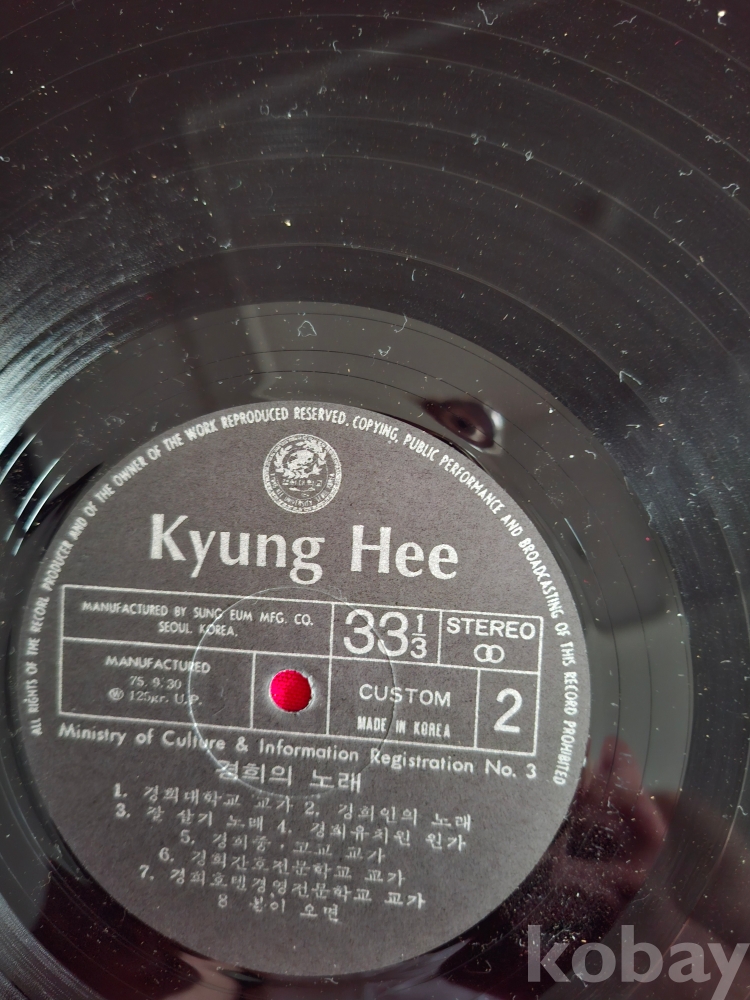 ALL RIGHTS OF THE RECORD PRODUCER AND OF THE OWNER OF THE WORK REPRODUCED RESERVED. COPYING, PUBLIC PERFORMANCE AND BROADCASTING OF THIS RECORD PROHIBITED
Kyung Hee
MANUFACTURED BY SUNG EUM MFG. CO.
SEOUL KOREA.
33 1/3
STEREO
MANUFACTURED
75. 9. 30
U.P.
CUSTOM
MADE IN KOREA
2
Ministry of Culture & Information Registration No. 3
경희의 노래
1. 경희대학교 교가 2. 경희인의 노래
3. 잘 살기 노래 4. 경희유치원 원가
5. 경희중·고교 교가
6. 경희간호전문학교 교가
7. 경희호텔경영전문학교 교가
8 봄이 오면
kobay